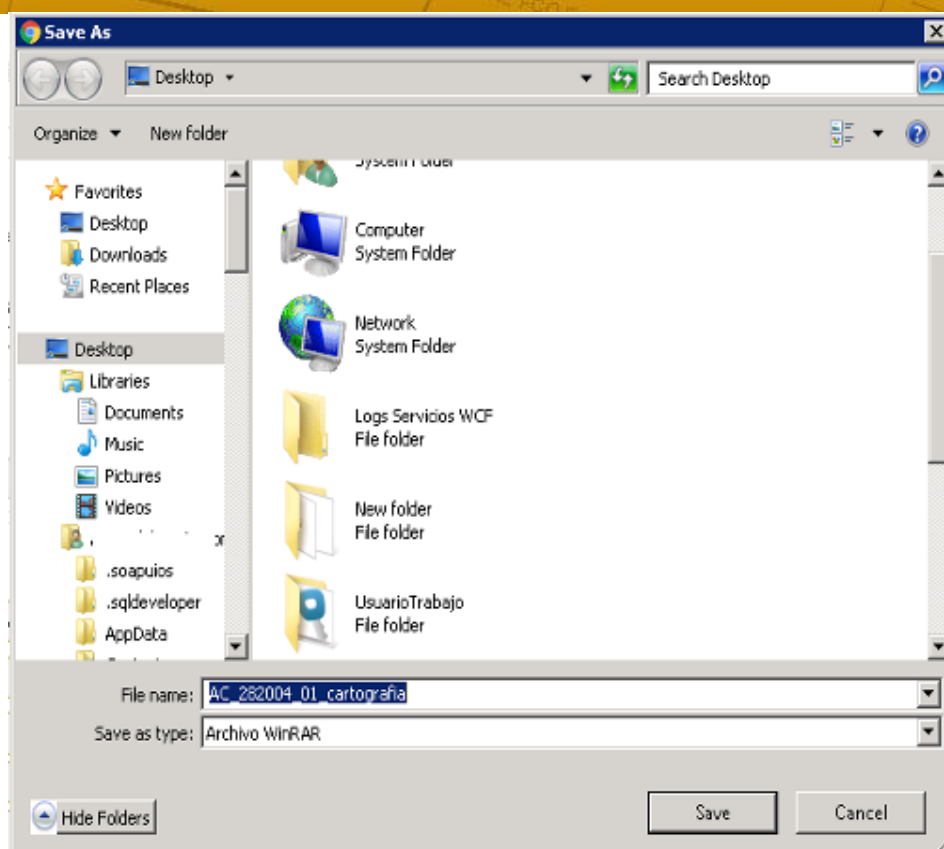 Save As
Desktop
Search Desktop
Organize
New folder
Favorites
Desktop
Downloads
Recent Places
Desktop
Libraries
Documents
Music
Pictures
Videos
.soapuios
.sqldeveloper
AppData
System Folder
Computer
System Folder
Network
System Folder
Logs Servicios WCF
File folder
New folder
File folder
UsuarioTrabajo
File folder
File name: AC_282004_01_cartografia
Save as type: Archivo WinRAR
Hide Folders
Save
Cancel